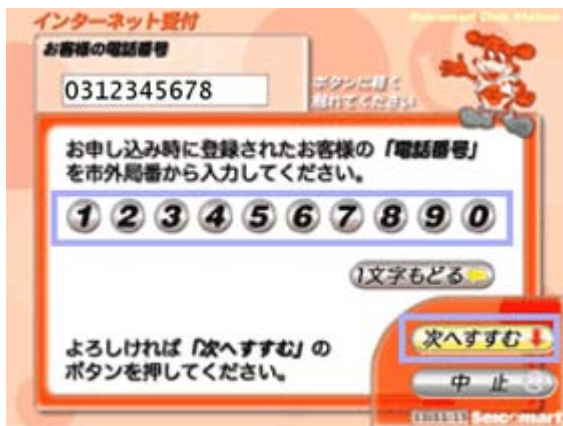 インターネット受付
お客様の電話番号
0312345678
ボタンに軽く
触れてください
お申し込み時に登録されたお客様の「電話番号」
を市外局番から入力してください。
1 2 3 4 5 6 7 8 9 0
1文字もどる
次へすすむ
よろしければ「次へすすむ」の
ボタンを押してください。
中止
Seicomart